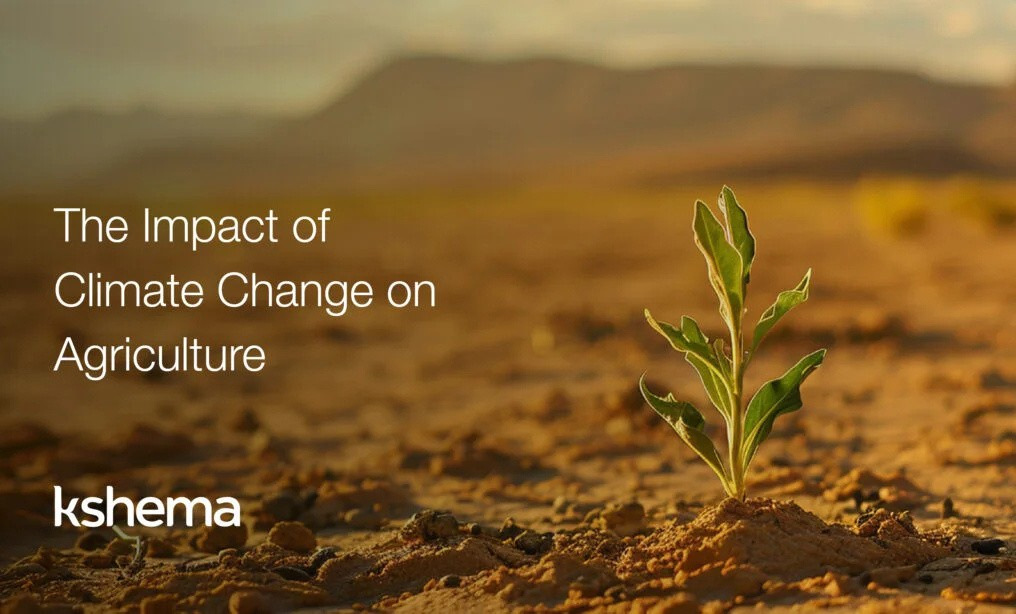 The Impact of
Climate Change on
Agriculture
kshema